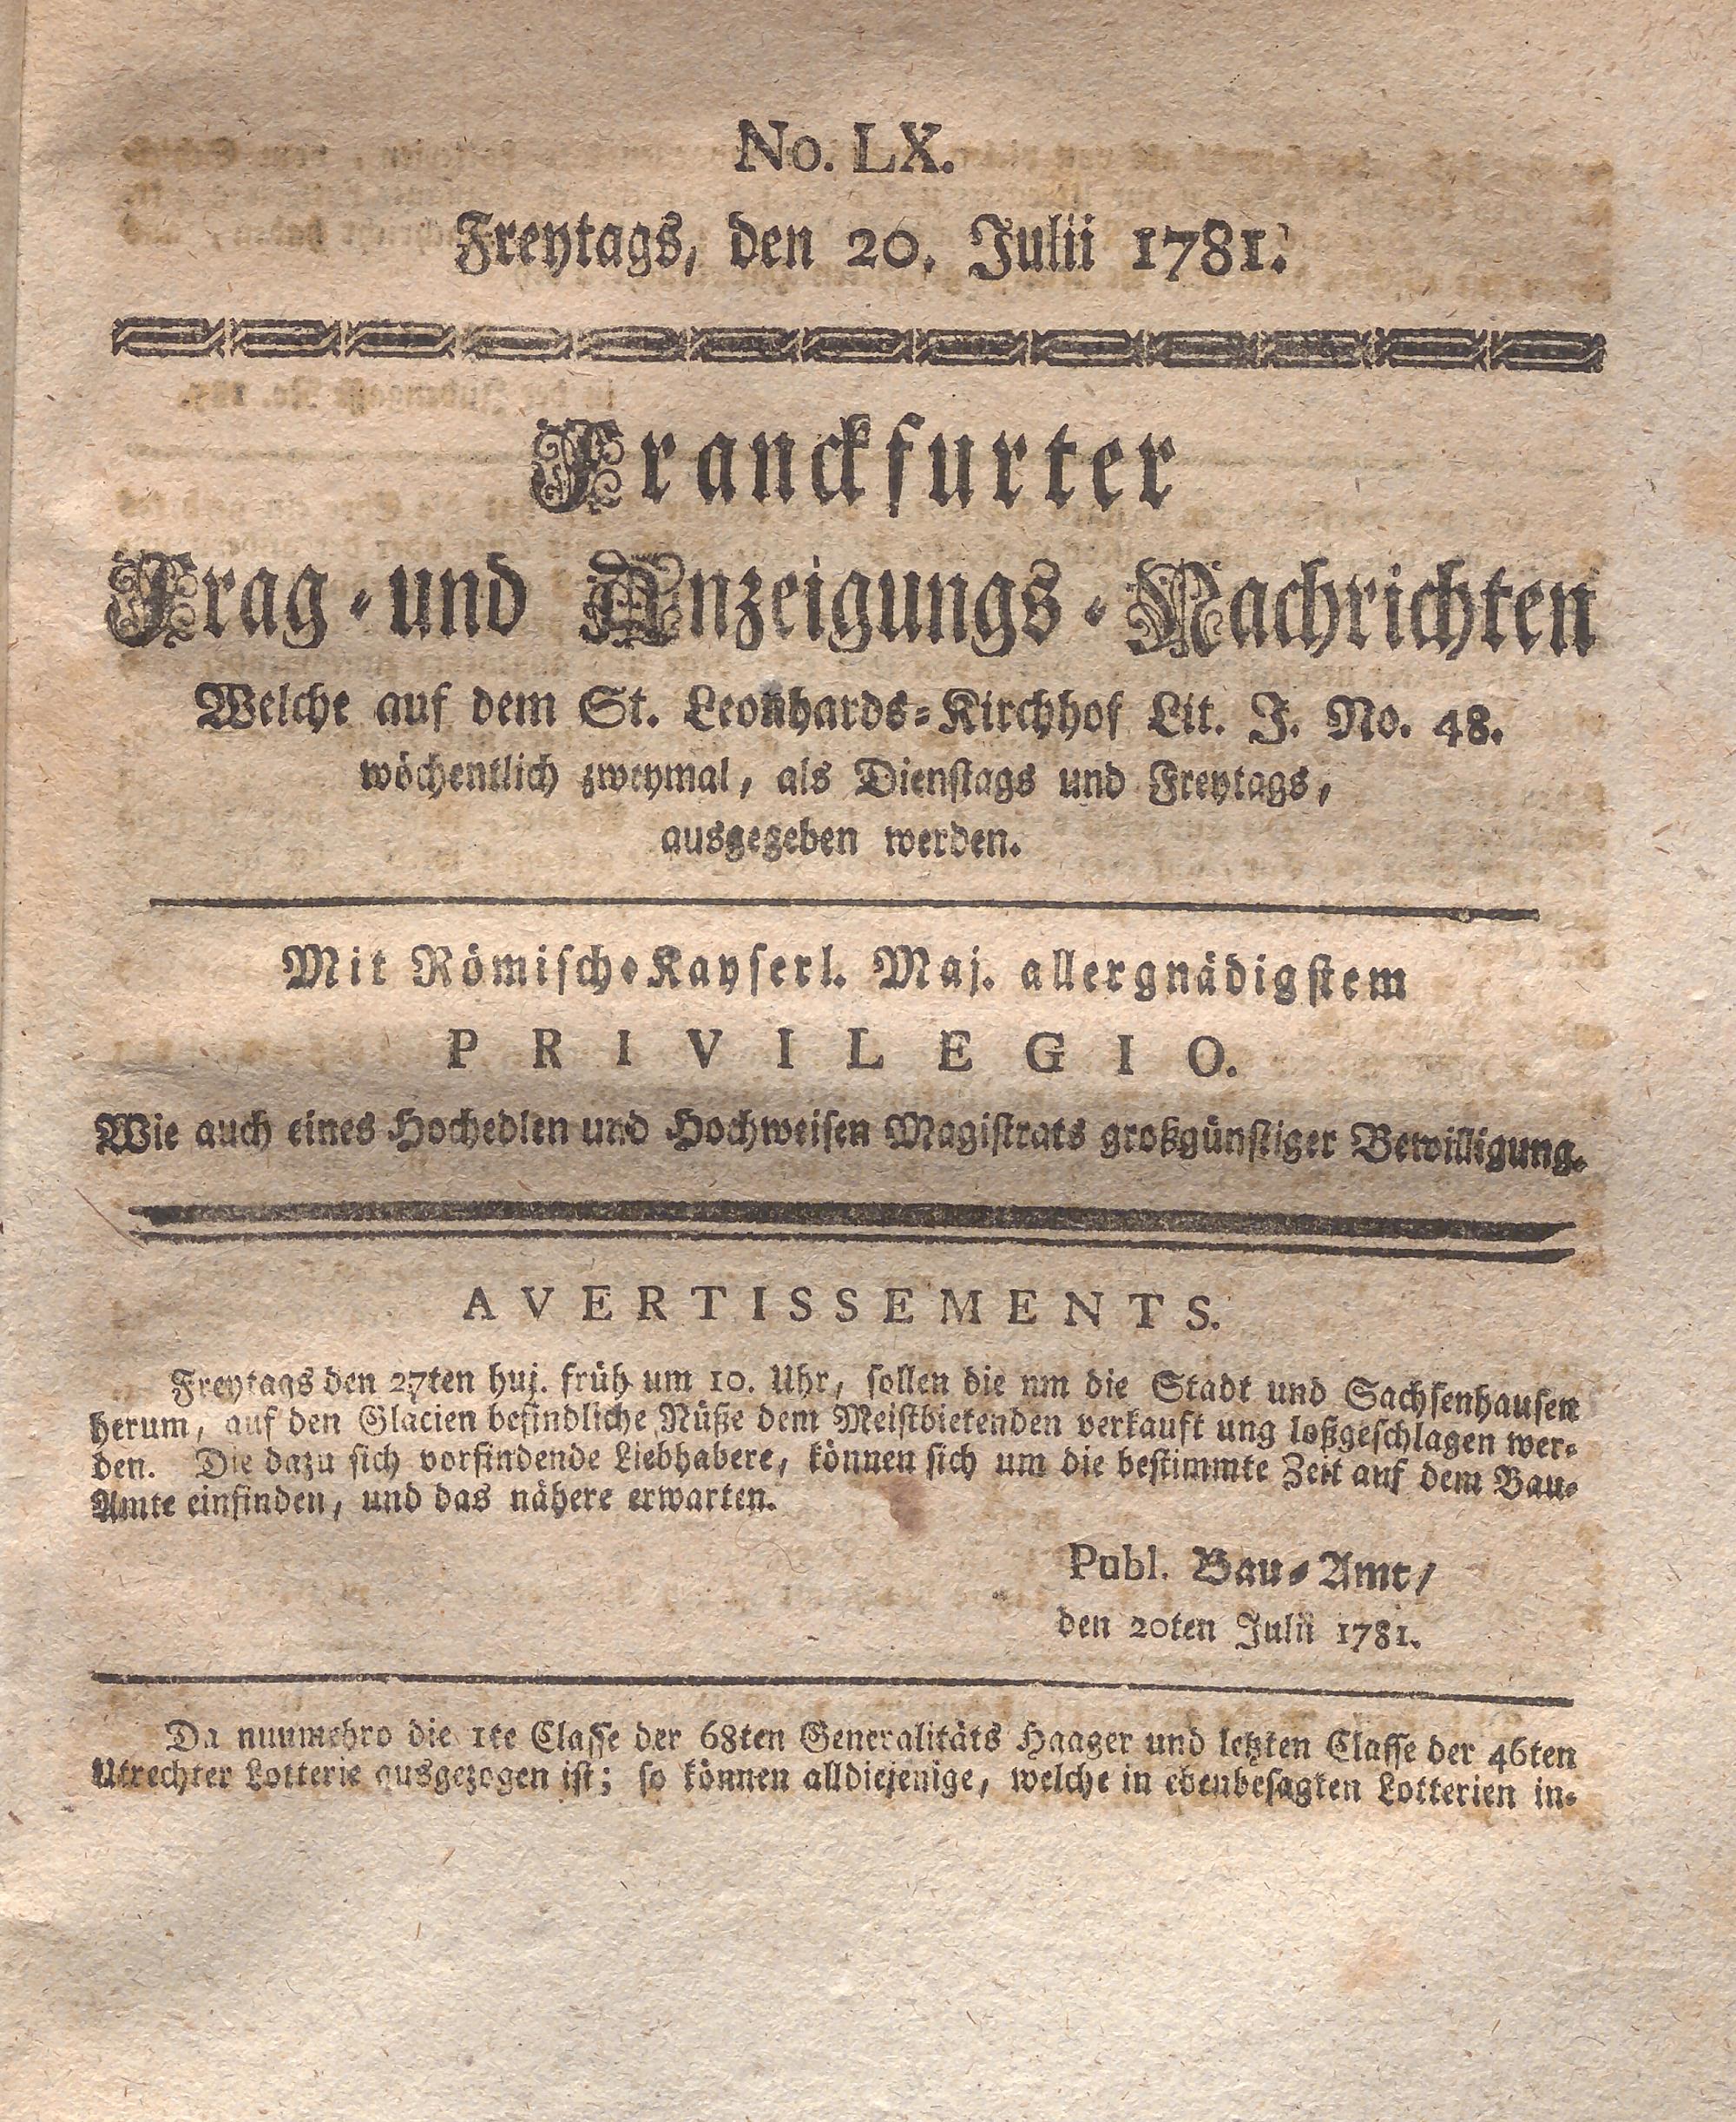 No. LX.
Freytags, den 20. Julii 1781.
Franckfurter
Frag-und Anzeigungs-Nachrichten
Welche auf dem St. Leonhards-Kirchhof Lit. J. No. 48.
wöchentlich zweymal, als Dienstags und Freytags,
ausgegeben werden.
Mit Römisch-Kayserl. Maj. allergnädigstem
PRIVILEGIO.
Wie auch eines Hochedlen und Hochweisen Magistrats großgünstiger Bewilligung.
AVERTISSEMENTS.
Freytags den 27ten huj. früh um 10. Uhr, sollen die nm die Stadt und Sachsenhausen
herum, auf den Glacien befindliche Nüße dem Meistbietenden verkauft ung loßgeschlagen wer-
den. Die dazu sich vorfindende Liebhabere, können sich um die bestimmte Zeit auf dem Bau-
Amte einfinden, und das nähere erwarten.
Publ. Bau-Amt,
den 20ten Julii 1781.
Da nunmehro die 1te Classe der 68ten Generalitäts Haager und letzten Classe der 46ten
Utrechter Lotterie ausgezogen ist; so können alldiejenige, welche in ebenbesagten Lotterien in-